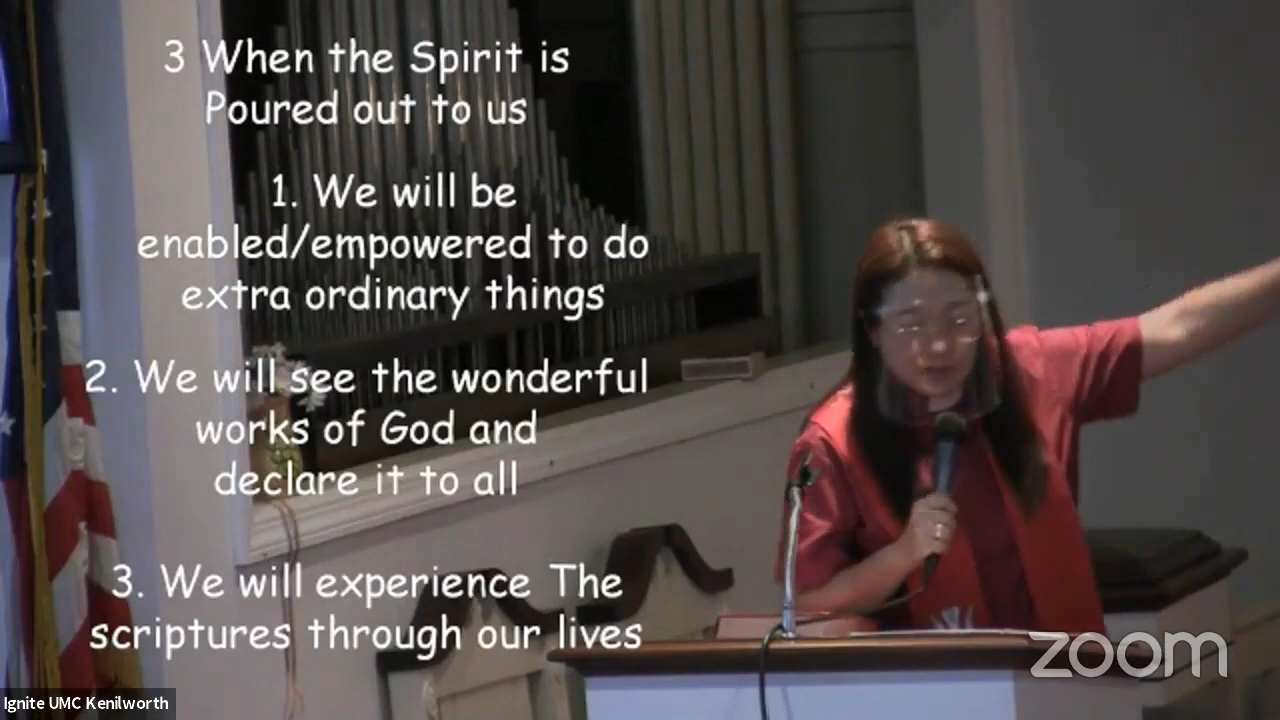 3 When the Spirit is
Poured out to us
1. We will be
enabled/empowered to do
extra ordinary things
2. We will see the wonderful
works of God and
declare it to all
3. We will experience The
scriptures through our lives
zoom
Ignite UMC Kenilworth